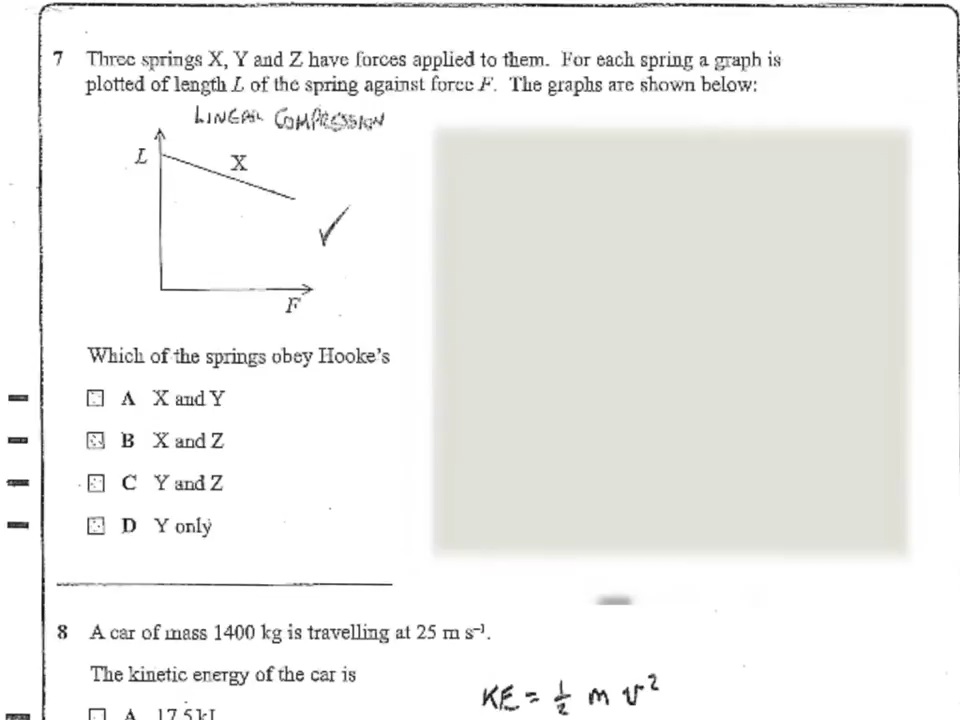 7 Three springs X, Y and Z have forces applied to them. For each spring a graph is
plotted of length L of the spring against force F. The graphs are shown below:
LINEAR COMPRESSION
L
X
F
Which of the springs obey Hooke's
A X and Y
B X and Z
C Y and Z
D Y only
8 A car of mass 1400 kg is travelling at 25 m s⁻¹.
The kinetic energy of the car is
KE = ½ m v²
A 17.5 kJ